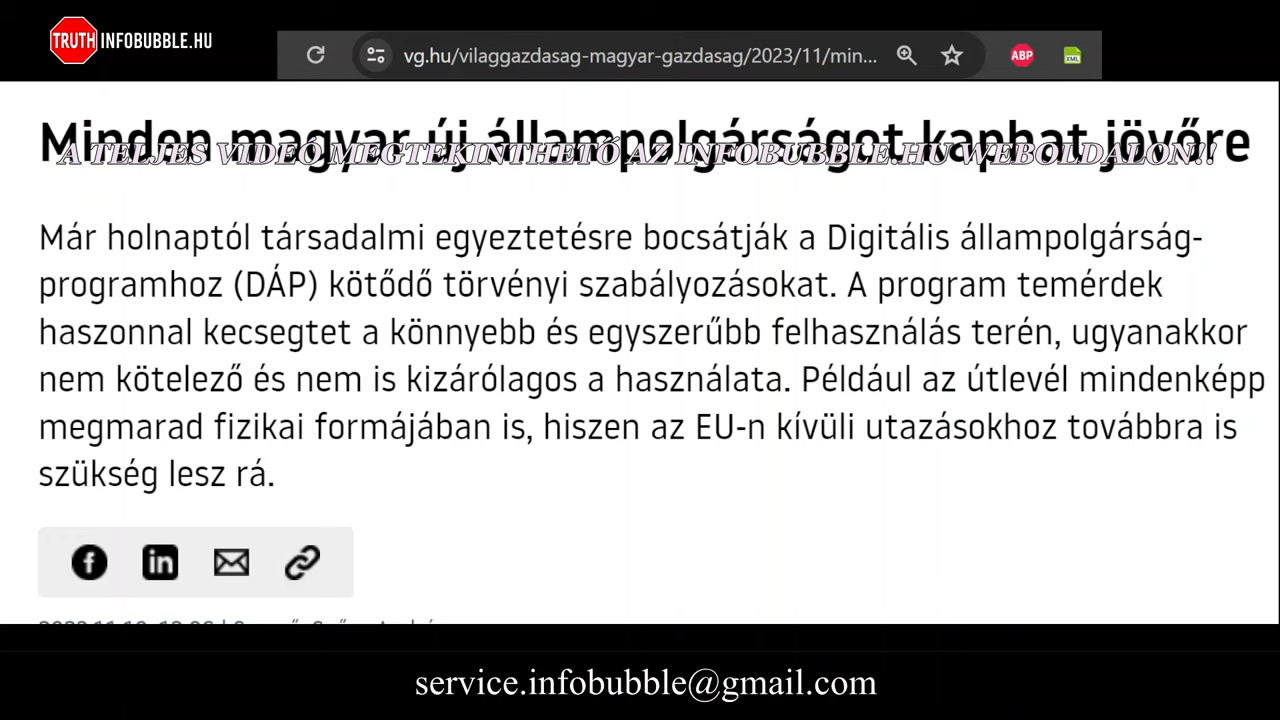 TRUTH INFOBUBBLE.HU
vg.hu/vilaggazdasag-magyar-gazdasag/2023/11/min...
ABP
XML
Minden magyar új állampolgárságot kaphat jövőre
A TELJES VIDEÓ MEGTEKINTHETŐ AZ INFOBUBBLE.HU WEBOLDALON!!
Már holnaptól társadalmi egyeztetésre bocsátják a Digitális állampolgárság-
programhoz (DÁP) kötődő törvényi szabályozásokat. A program temérdek
haszonnal kecsegtet a könnyebb és egyszerűbb felhasználás terén, ugyanakkor
nem kötelező és nem is kizárólagos a használata. Például az útlevél mindenképp
megmarad fizikai formájában is, hiszen az EU-n kívüli utazásokhoz továbbra is
szükség lesz rá.
service.infobubble@gmail.com